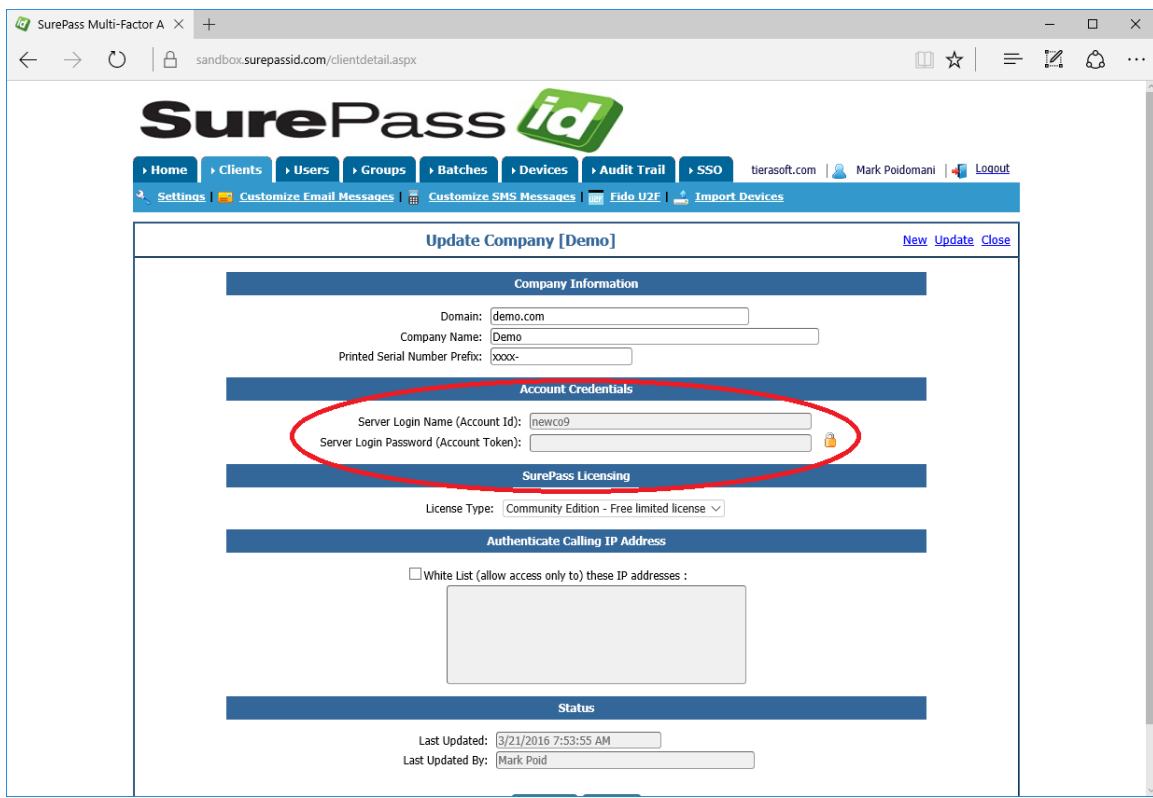 SurePass Multi-Factor A
sandbox.surepassid.com/clientdetail.aspx
SurePass id
Home Clients Users Groups Batches Devices Audit Trail SSO tierasoft.com | Mark Poidomani | Logout
Settings | Customize Email Messages | Customize SMS Messages | Fido U2F | Import Devices
Update Company [Demo] New Update Close
Company Information
Domain: demo.com
Company Name: Demo
Printed Serial Number Prefix: xxxx-
Account Credentials
Server Login Name (Account Id): newco9
Server Login Password (Account Token):
SurePass Licensing
License Type: Community Edition - Free limited license
Authenticate Calling IP Address
White List (allow access only to) these IP addresses :
Status
Last Updated: 3/21/2016 7:53:55 AM
Last Updated By: Mark Poid